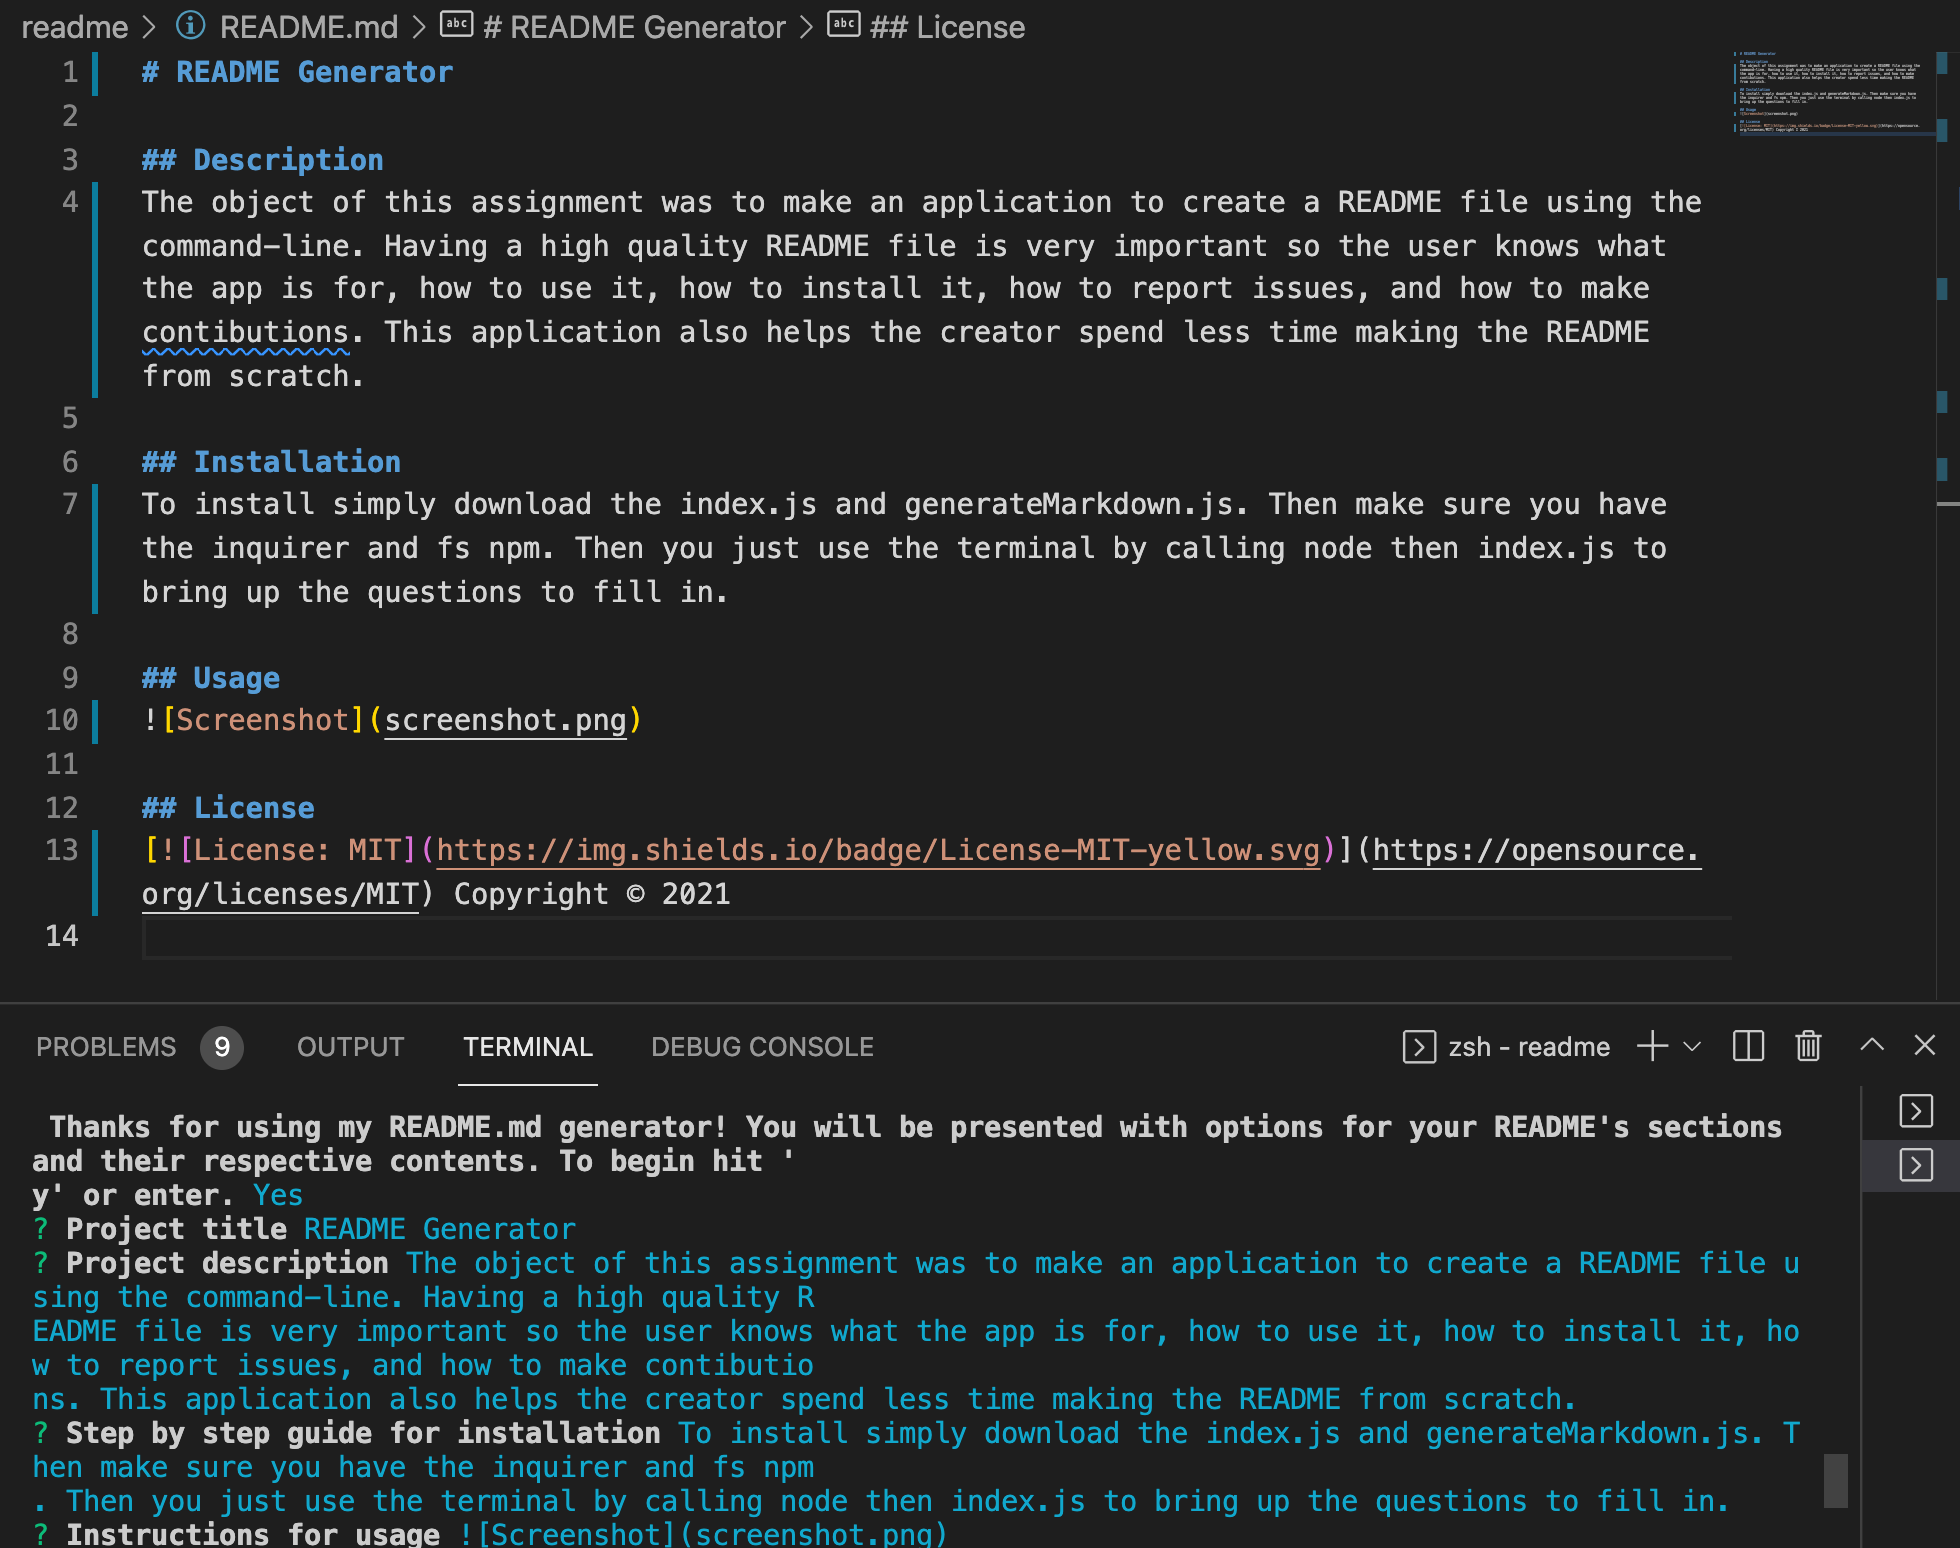 readme > README.md > # README Generator > ## License
1 # README Generator
2
3 ## Description
4 The object of this assignment was to make an application to create a README file using the
command-line. Having a high quality README file is very important so the user knows what
the app is for, how to use it, how to install it, how to report issues, and how to make
contibutions. This application also helps the creator spend less time making the README
from scratch.
5
6 ## Installation
7 To install simply download the index.js and generateMarkdown.js. Then make sure you have
the inquirer and fs npm. Then you just use the terminal by calling node then index.js to
bring up the questions to fill in.
8
9 ## Usage
10 ![Screenshot](screenshot.png)
11
12 ## License
13 [![License: MIT](https://img.shields.io/badge/License-MIT-yellow.svg)](https://opensource.
org/licenses/MIT) Copyright © 2021
14
PROBLEMS 9 OUTPUT TERMINAL DEBUG CONSOLE zsh - readme
Thanks for using my README.md generator! You will be presented with options for your README's sections
and their respective contents. To begin hit '
y' or enter. Yes
? Project title README Generator
? Project description The object of this assignment was to make an application to create a README file u
sing the command-line. Having a high quality R
EADME file is very important so the user knows what the app is for, how to use it, how to install it, ho
w to report issues, and how to make contibutio
ns. This application also helps the creator spend less time making the README from scratch.
? Step by step guide for installation To install simply download the index.js and generateMarkdown.js. T
hen make sure you have the inquirer and fs npm
. Then you just use the terminal by calling node then index.js to bring up the questions to fill in.
? Instructions for usage ![Screenshot](screenshot.png)